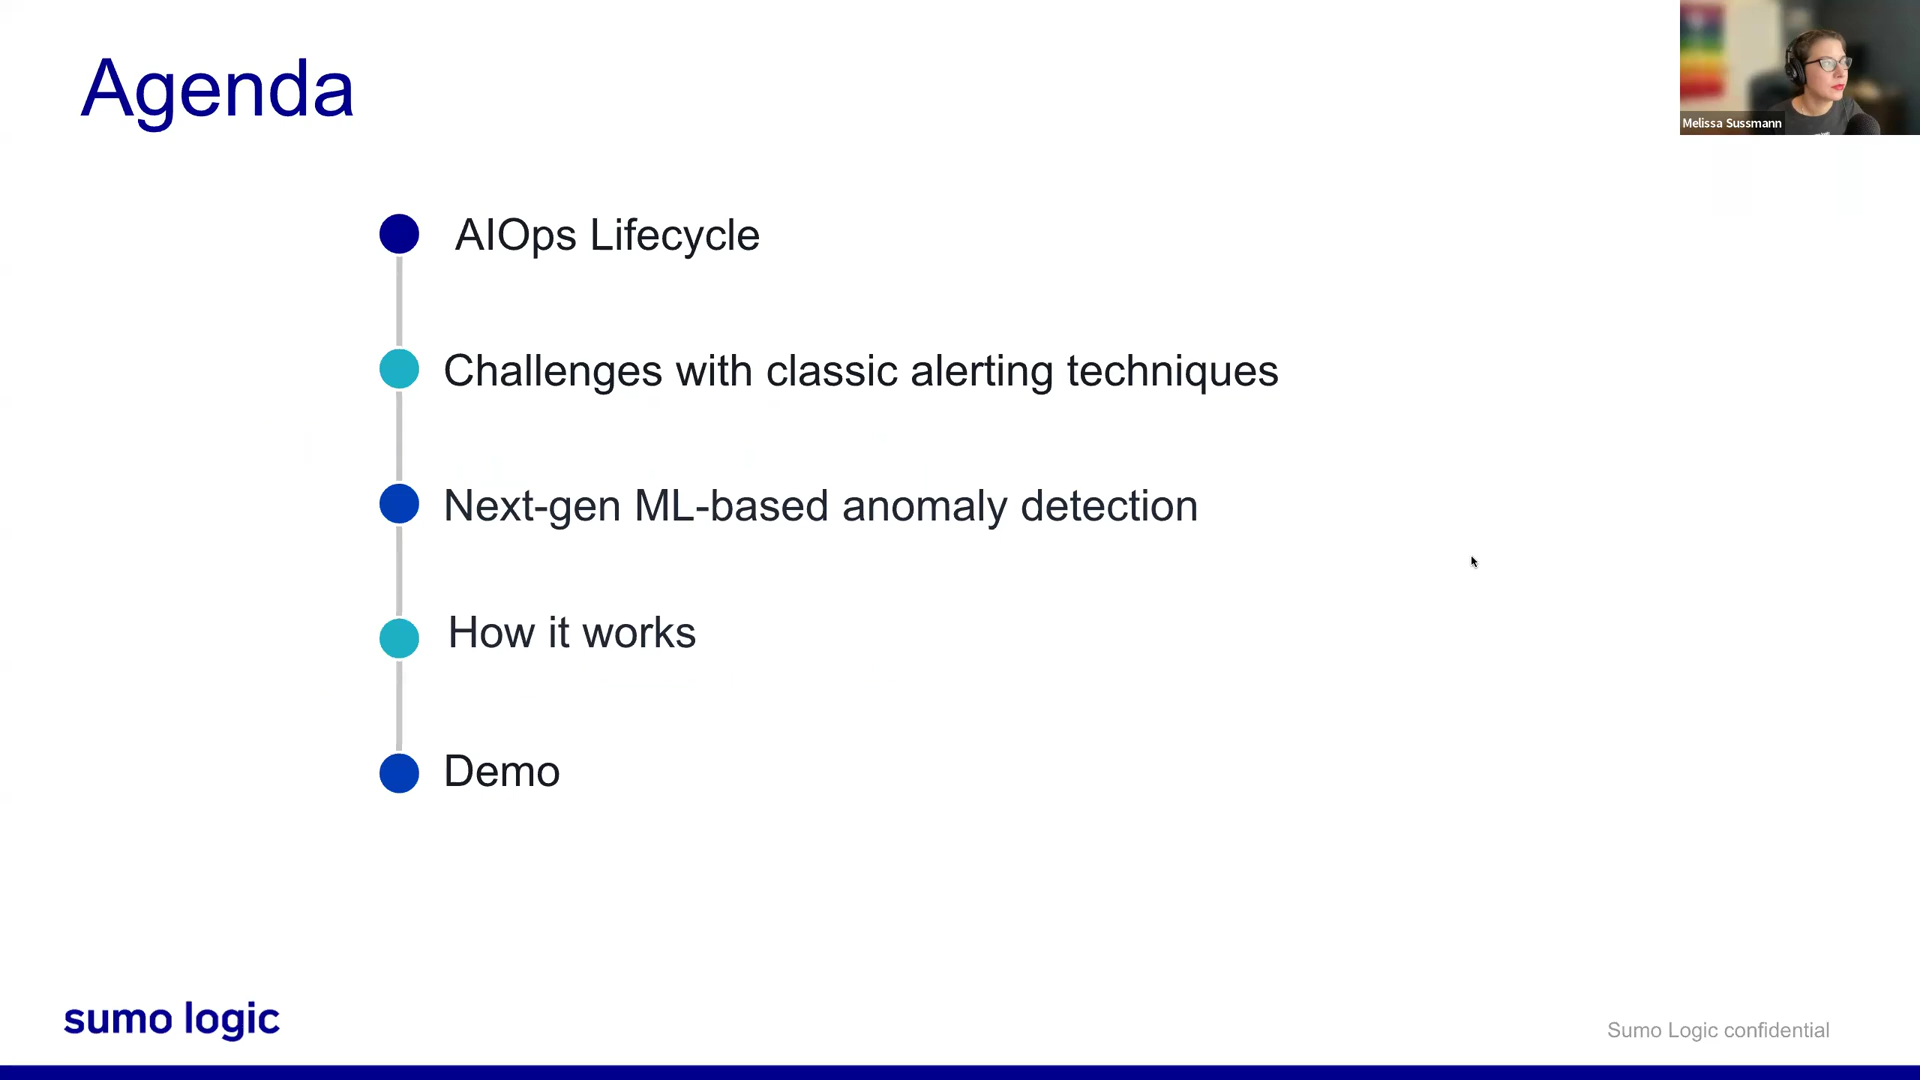 Agenda
Melissa Sussmann
AIOps Lifecycle
Challenges with classic alerting techniques
Next-gen ML-based anomaly detection
How it works
Demo
sumo logic
Sumo Logic confidential